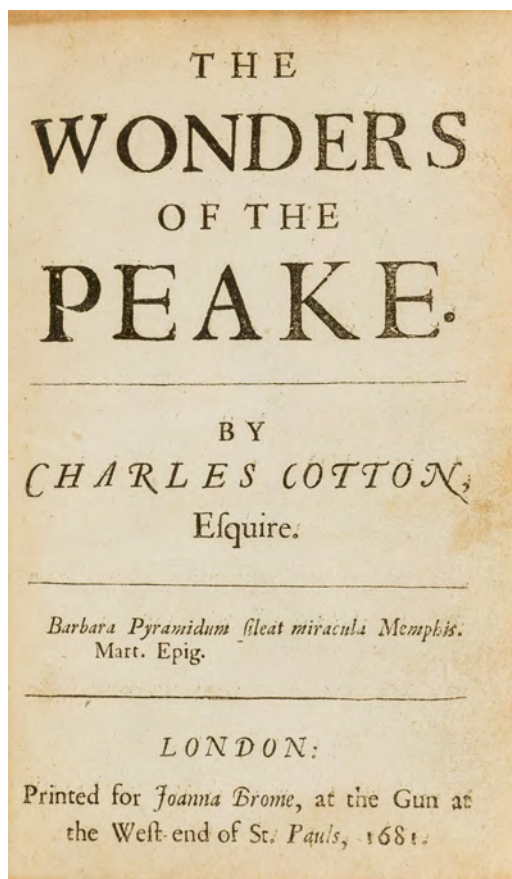 THE
WONDERS
OF THE
PEAKE.
BY
CHARLES COTTON,
Eſquire.
Barbara Pyramidum ſileat miracula Memphis.
Mart. Epig.
LONDON:
Printed for Joanna Brome, at the Gun at
the Weſt-end of St. Pauls, 1681.